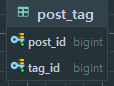 post_tag
post_id bigint
tag_id bigint